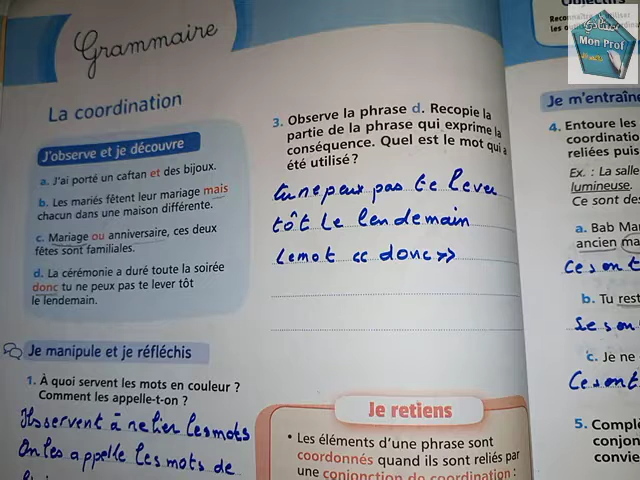 Grammaire
La coordination
J'observe et je découvre
a. J'ai porté un caftan et des bijoux.
b. Les mariés fêtent leur mariage mais
chacun dans une maison différente.
c. Mariage ou anniversaire, ces deux
fêtes sont familiales.
d. La cérémonie a duré toute la soirée
donc tu ne peux pas te lever tôt
le lendemain.
Je manipule et je réfléchis
1. À quoi servent les mots en couleur ?
Comment les appelle-t-on ?
Ils servent à relier les mots
On les appelle les mots de
3. Observe la phrase d. Recopie la
partie de la phrase qui exprime la
conséquence. Quel est le mot qui a
été utilisé ?
tu ne peux pas te lever
tôt le lendemain
le mot « donc »
Je retiens
• Les éléments d'une phrase sont
coordonnés quand ils sont reliés par
une conjonction de coordination :
Objectifs
Mon Prof
Je m'entraîne
4. Entoure les
coordination
reliées puis
Ex. : La salle
lumineuse.
Ce sont des
a. Bab Ma
ancien ma
Ce sont
b. Tu rest
Se son
c. Je ne
Ce sont
5. Complè
conjon
convie